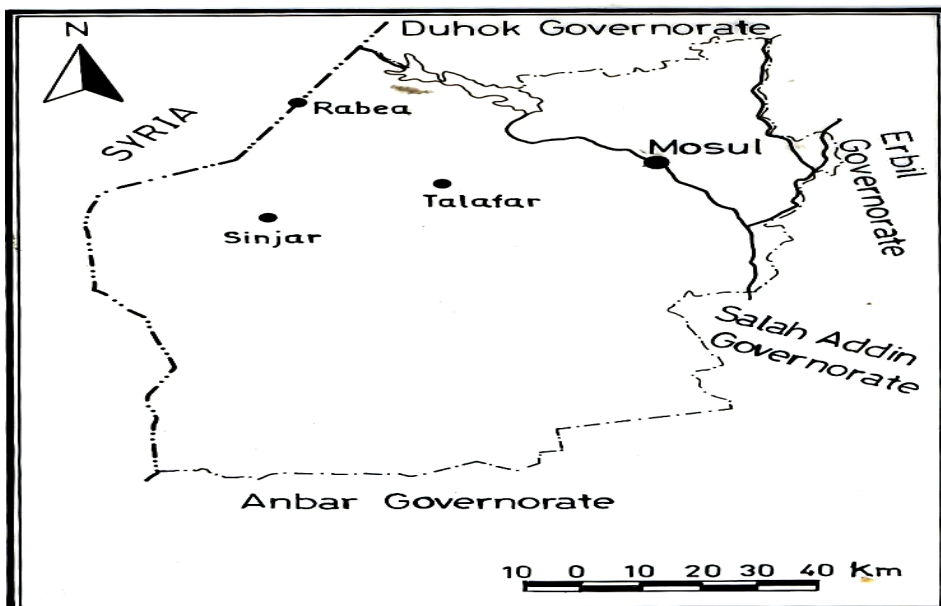 N
Duhok Governorate
SYRIA
Rabea
Mosul
Erbil
Governorate
Talafar
Sinjar
Salah Addin
Governorate
Anbar Governorate
10 0 10 20 30 40 Km